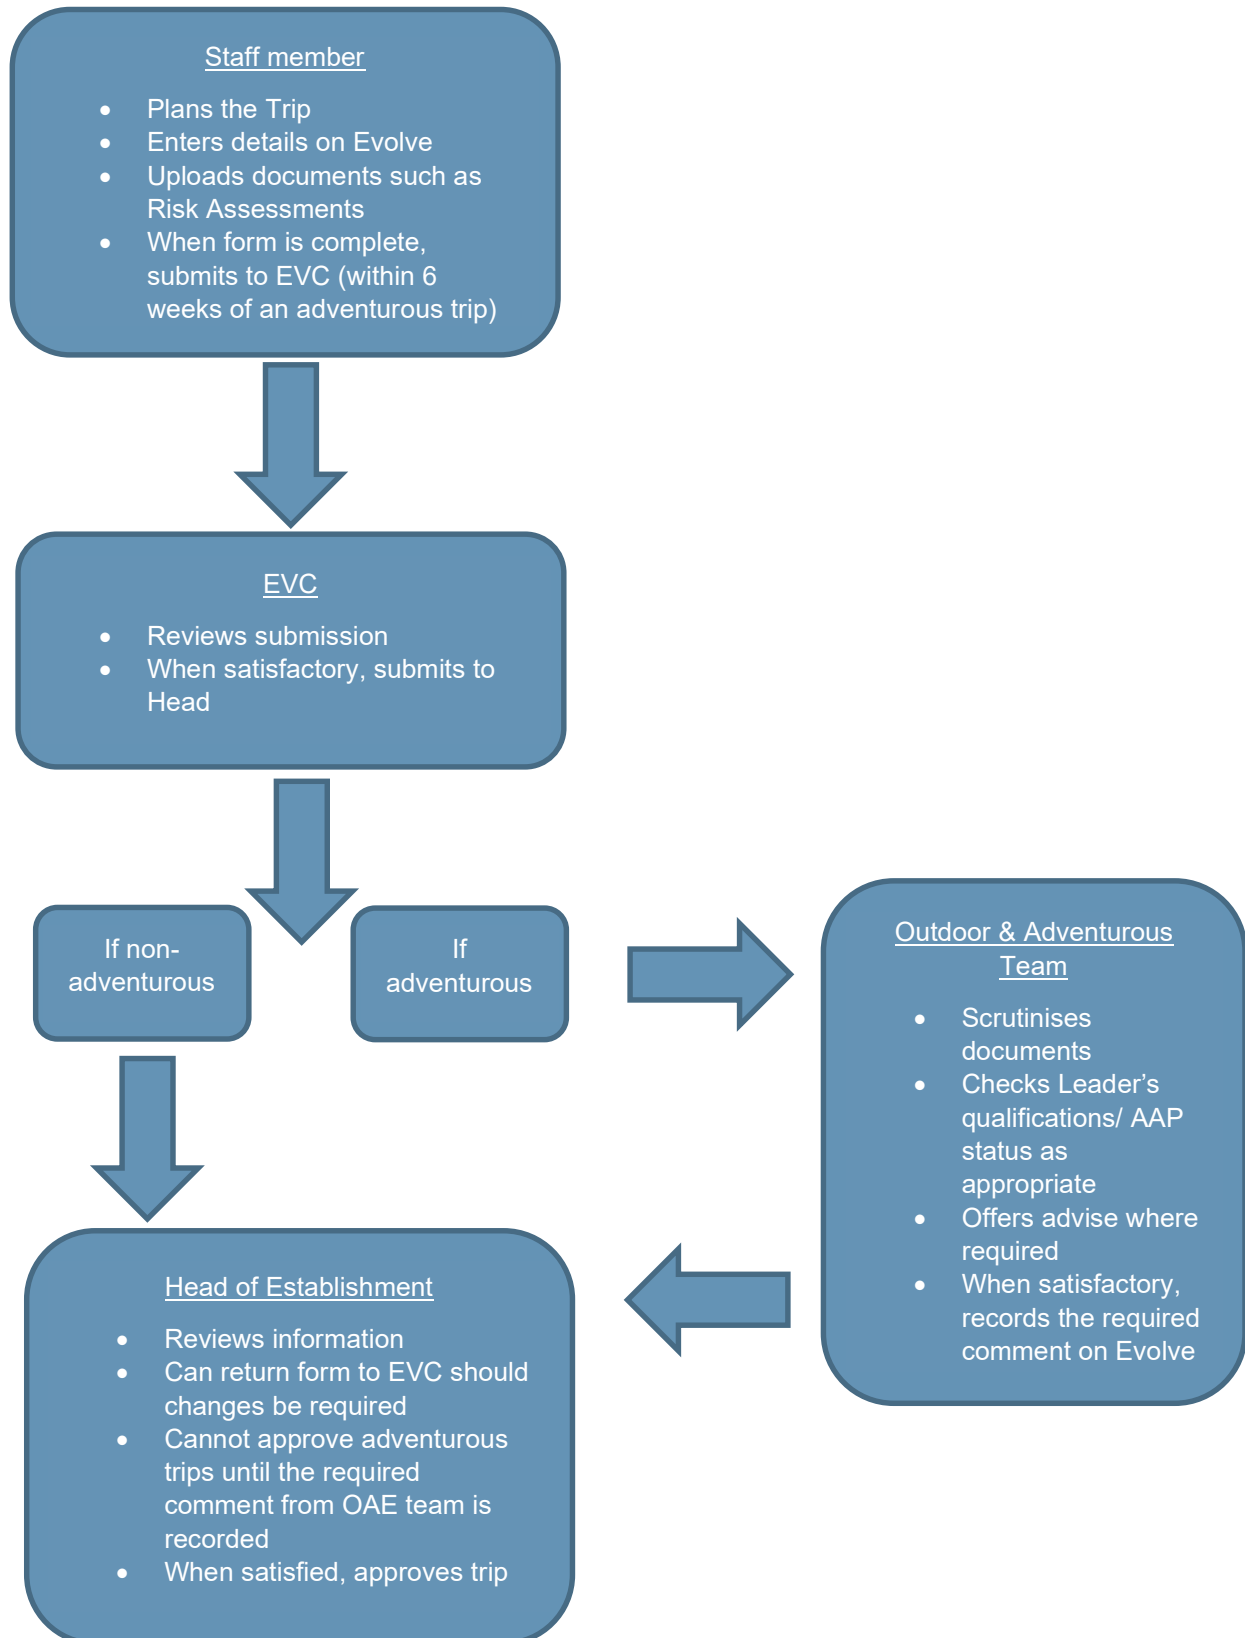 Staff member
• Plans the Trip
• Enters details on Evolve
• Uploads documents such as
Risk Assessments
• When form is complete,
submits to EVC (within 6
weeks of an adventurous trip)
EVC
• Reviews submission
• When satisfactory, submits to
Head
If non-
adventurous
If
adventurous
Outdoor & Adventurous
Team
• Scrutinises
documents
• Checks Leader’s
qualifications/ AAP
status as
appropriate
• Offers advise where
required
• When satisfactory,
records the required
comment on Evolve
Head of Establishment
• Reviews information
• Can return form to EVC should
changes be required
• Cannot approve adventurous
trips until the required
comment from OAE team is
recorded
• When satisfied, approves trip